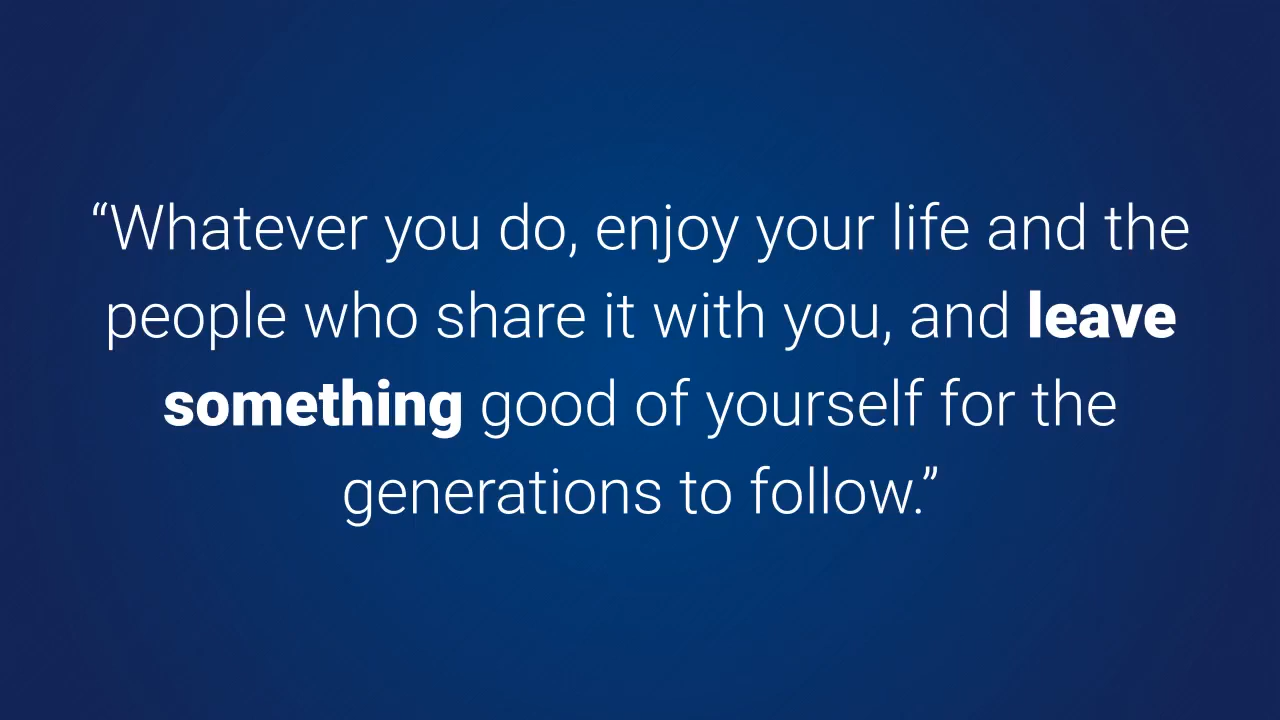 “Whatever you do, enjoy your life and the
people who share it with you, and leave
something good of yourself for the
generations to follow.”